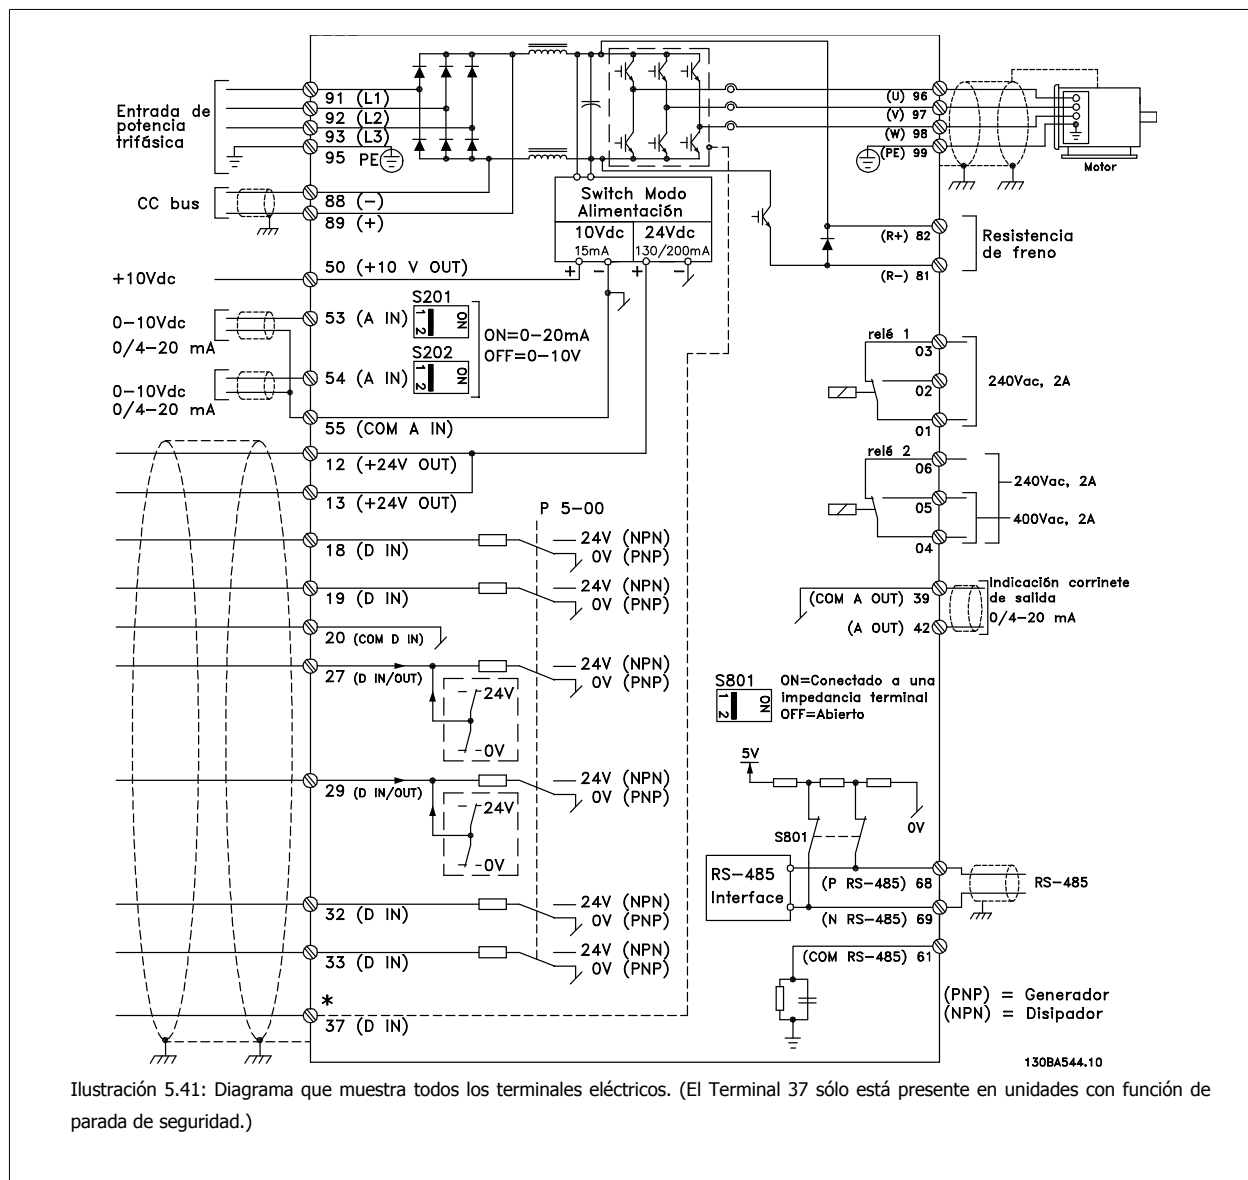 Entrada de
potencia
trifásica
91 (L1)
92 (L2)
93 (L3)
95 PE
CC bus
88 (-)
89 (+)
+10Vdc
50 (+10 V OUT)
0-10Vdc
0/4-20 mA
53 (A IN)
S201
1 2
ON
ON=0-20mA
OFF=0-10V
S202
1 2
ON
0-10Vdc
0/4-20 mA
54 (A IN)
55 (COM A IN)
12 (+24V OUT)
13 (+24V OUT)
Switch Modo
Alimentación
10Vdc
15mA
24Vdc
130/200mA
+ - + -
P 5-00
18 (D IN)
24V (NPN)
0V (PNP)
19 (D IN)
24V (NPN)
0V (PNP)
20 (COM D IN)
27 (D IN/OUT)
24V (NPN)
0V (PNP)
24V
0V
29 (D IN/OUT)
24V (NPN)
0V (PNP)
24V
0V
32 (D IN)
24V (NPN)
0V (PNP)
33 (D IN)
24V (NPN)
0V (PNP)
*
37 (D IN)
(U) 96
(V) 97
(W) 98
(PE) 99
Motor
(R+) 82
(R-) 81
Resistencia
de freno
relé 1
03
02
01
240Vac, 2A
relé 2
06
05
04
240Vac, 2A
400Vac, 2A
(COM A OUT) 39
(A OUT) 42
Indicación corrinete
de salida
0/4-20 mA
S801
1 2
ON
ON=Conectado a una
impedancia terminal
OFF=Abierto
5V
0V
S801
RS-485
Interface
(P RS-485) 68
(N RS-485) 69
RS-485
(COM RS-485) 61
(PNP) = Generador
(NPN) = Disipador
130BA544.10
Ilustración 5.41: Diagrama que muestra todos los terminales eléctricos. (El Terminal 37 sólo está presente en unidades con función de
parada de seguridad.)